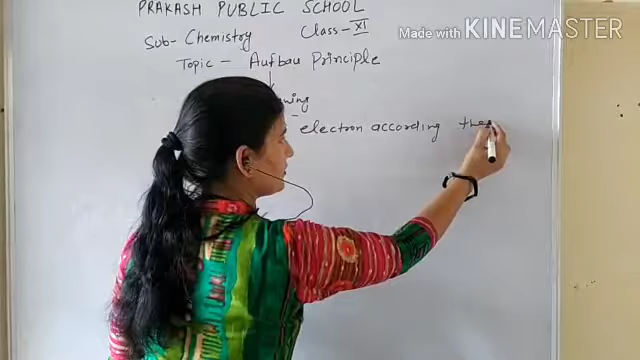 PRAKASH PUBLIC SCHOOL
Made with KINEMASTER
Sub- Chemistry Class- XI
Topic - Aufbau Principle
electron according